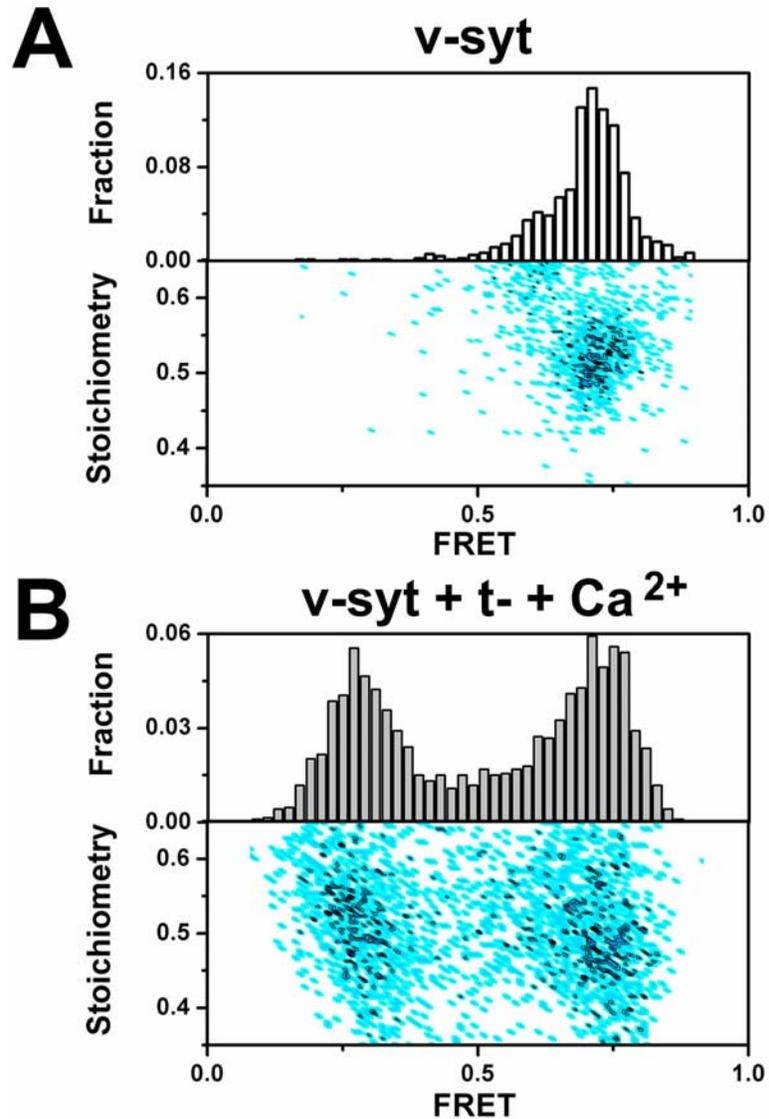 A
v-syt
0.16
0.08
0.00
Fraction
0.6
0.5
0.4
Stoichiometry
0.0 0.5 1.0
FRET
B
v-syt + t- + Ca 2+
0.06
0.03
0.00
Fraction
0.6
0.5
0.4
Stoichiometry
0.0 0.5 1.0
FRET